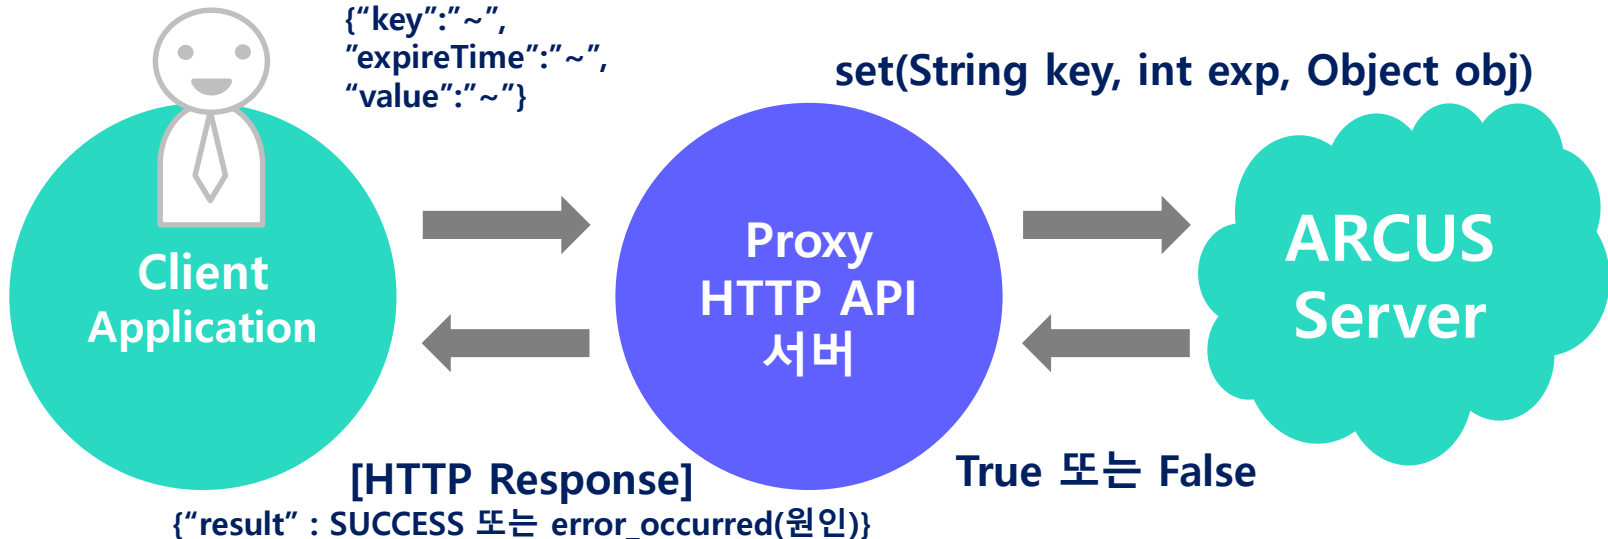 {“key”:”~”,
”expireTime”:”~”,
“value”:”~”}
set(String key, int exp, Object obj)
Client
Application
Proxy
HTTP API
서버
ARCUS
Server
[HTTP Response]
{“result” : SUCCESS 또는 error_occurred(원인)}
True 또는 False